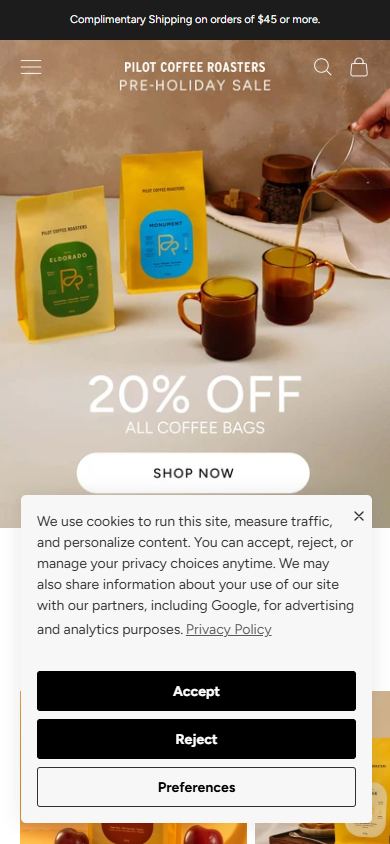 Complimentary Shipping on orders of $45 or more.
PILOT COFFEE ROASTERS
PRE-HOLIDAY SALE
PILOT COFFEE ROASTERS
MONUMENT
PILOT COFFEE ROASTERS
ELDORADO
20% OFF
ALL COFFEE BAGS
SHOP NOW
We use cookies to run this site, measure traffic,
and personalize content. You can accept, reject, or
manage your privacy choices anytime. We may
also share information about your use of our site
with our partners, including Google, for advertising
and analytics purposes. Privacy Policy
Accept
Reject
Preferences